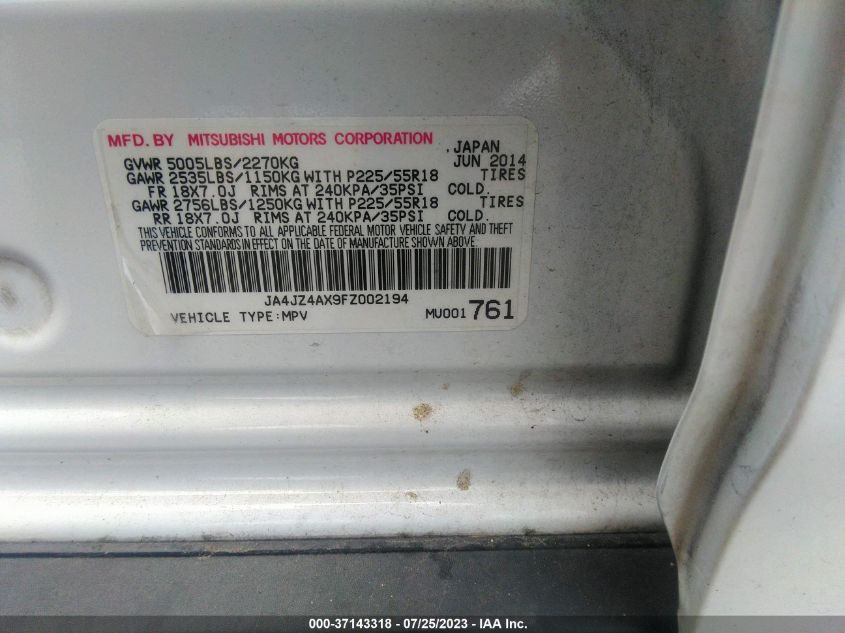 MFD. BY MITSUBISHI MOTORS CORPORATION , JAPAN
GVWR 5005LBS/2270KG JUN 2014
GAWR 2535LBS/1150KG WITH P225/55R18 TIRES
FR 18X7.0J RIMS AT 240KPA/35PSI COLD.
GAWR 2756LBS/1250KG WITH P225/55R18 TIRES
RR 18X7.0J RIMS AT 240KPA/35PSI COLD.
THIS VEHICLE CONFORMS TO ALL APPLICABLE FEDERAL MOTOR VEHICLE SAFETY AND THEFT
PREVENTION STANDARDS IN EFFECT ON THE DATE OF MANUFACTURE SHOWN ABOVE.
JA4JZ4AX9FZ002194
VEHICLE TYPE:MPV MU001761
000-37143318 - 07/25/2023 - IAA Inc.